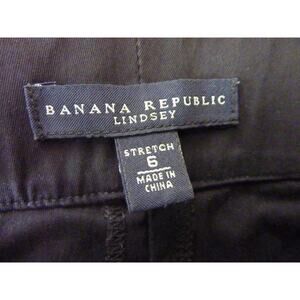 BANANA REPUBLIC
LINDSEY
STRETCH
6
MADE IN
CHINA